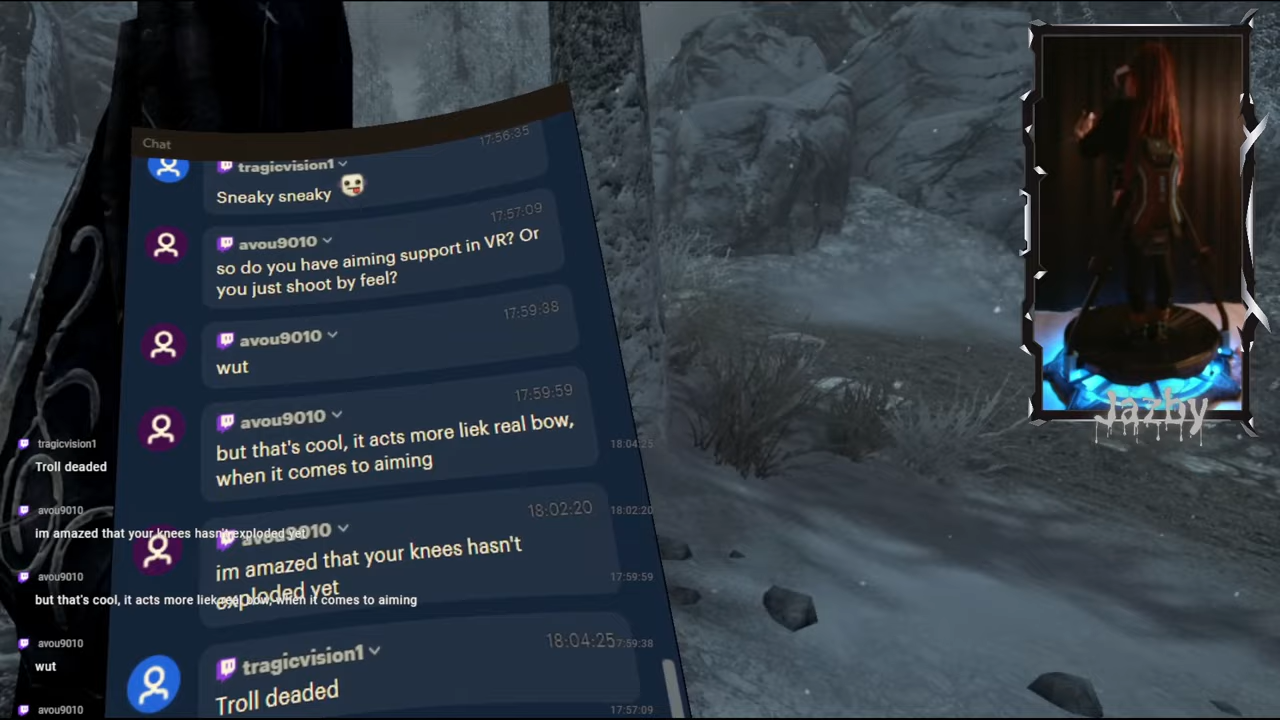 Chat
17:56:35
tragicvision1
Sneaky sneaky
17:57:09
avou9010
so do you have aiming support in VR? Or
you just shoot by feel?
17:59:38
avou9010
wut
17:59:59
avou9010
but that's cool, it acts more liek real bow,
when it comes to aiming
18:02:20
avou9010
im amazed that your knees hasn't
exploded yet
18:04:25
tragicvision1
Troll deaded
tragicvision1
18:04:25
Troll deaded
avou9010
18:02:20
im amazed that your knees hasn't exploded yet
avou9010
17:59:59
but that's cool, it acts more liek real bow, when it comes to aiming
avou9010
17:59:38
wut
avou9010
17:57:09
Jazby